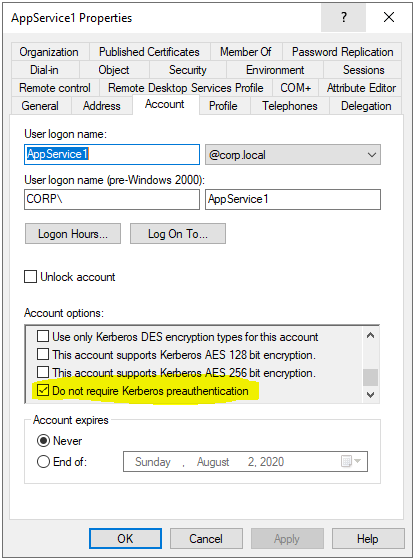 AppService1 Properties
? X
Organization Published Certificates Member Of Password Replication
Dial-in Object Security Environment Sessions
Remote control Remote Desktop Services Profile COM+ Attribute Editor
General Address Account Profile Telephones Delegation
User logon name:
AppService1 @corp.local
User logon name (pre-Windows 2000):
CORP\ AppService1
Logon Hours... Log On To...
Unlock account
Account options:
Use only Kerberos DES encryption types for this account
This account supports Kerberos AES 128 bit encryption.
This account supports Kerberos AES 256 bit encryption.
Do not require Kerberos preauthentication
Account expires
Never
End of: Sunday , August 2, 2020
OK Cancel Apply Help